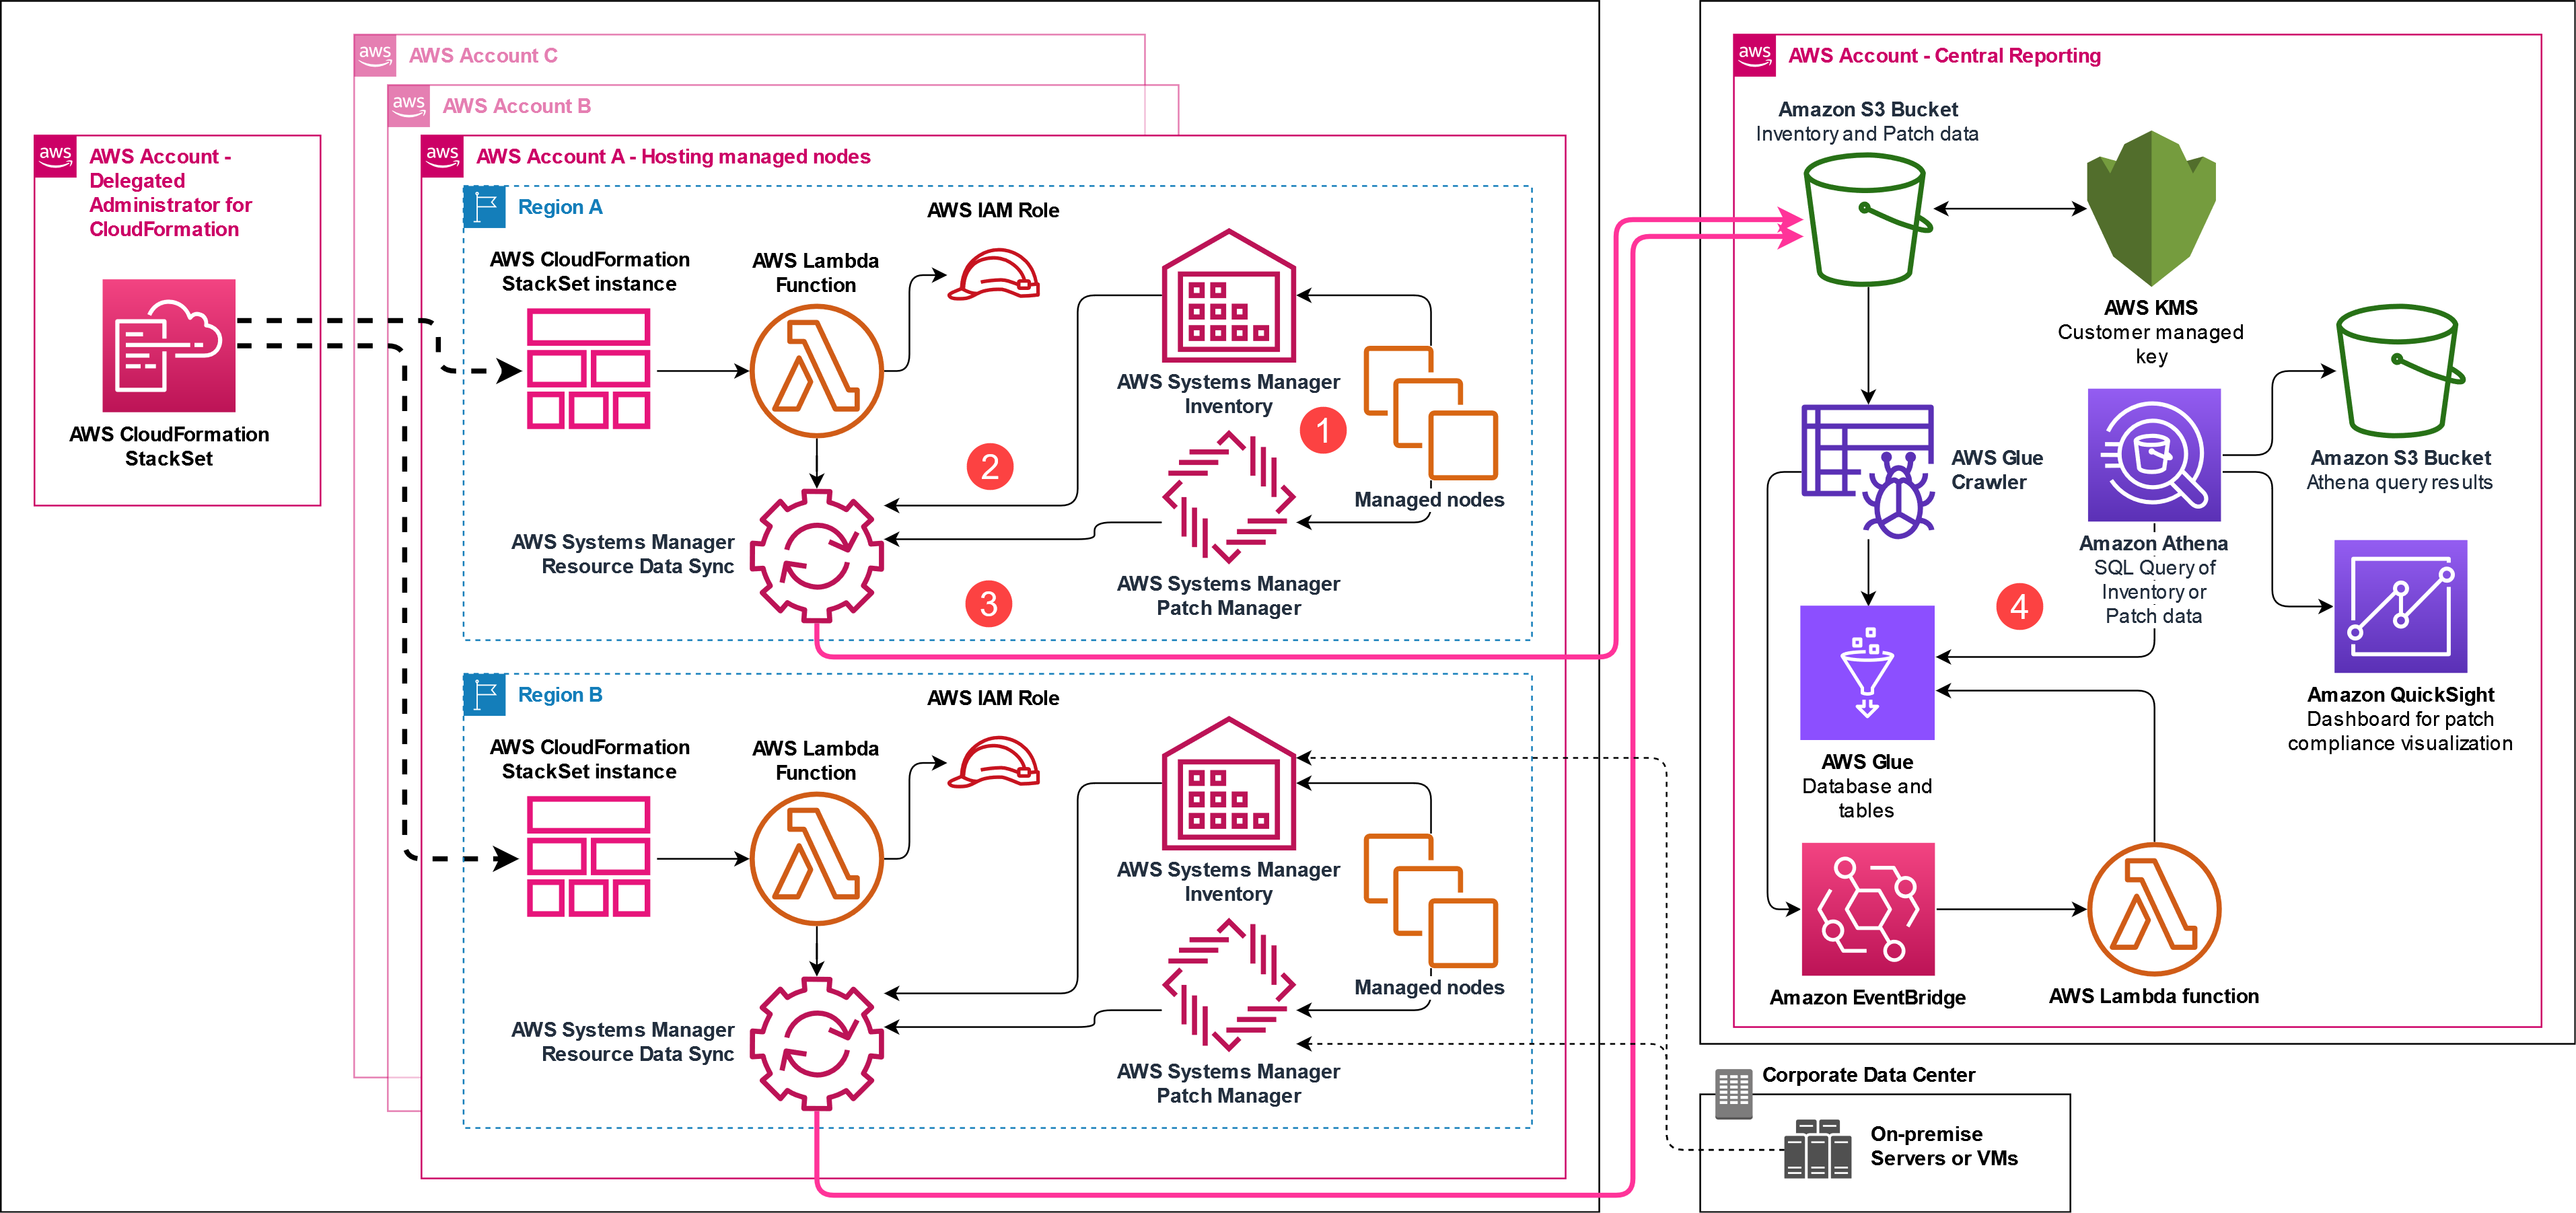 aws
AWS Account C
aws
AWS Account B
aws
AWS Account -
Delegated
Administrator for
CloudFormation
AWS CloudFormation
StackSet
aws
AWS Account A - Hosting managed nodes
Region A
AWS CloudFormation
StackSet instance
AWS Lambda
Function
AWS IAM Role
AWS Systems Manager
Inventory
1
2
Managed nodes
AWS Systems Manager
Resource Data Sync
3
AWS Systems Manager
Patch Manager
Region B
AWS CloudFormation
StackSet instance
AWS Lambda
Function
AWS IAM Role
AWS Systems Manager
Inventory
Managed nodes
AWS Systems Manager
Resource Data Sync
AWS Systems Manager
Patch Manager
aws
AWS Account - Central Reporting
Amazon S3 Bucket
Inventory and Patch data
AWS KMS
Customer managed
key
AWS Glue
Crawler
Amazon S3 Bucket
Athena query results
Amazon Athena
SQL Query of
Inventory or
Patch data
4
Amazon QuickSight
Dashboard for patch
compliance visualization
AWS Glue
Database and
tables
Amazon EventBridge
AWS Lambda function
Corporate Data Center
On-premise
Servers or VMs